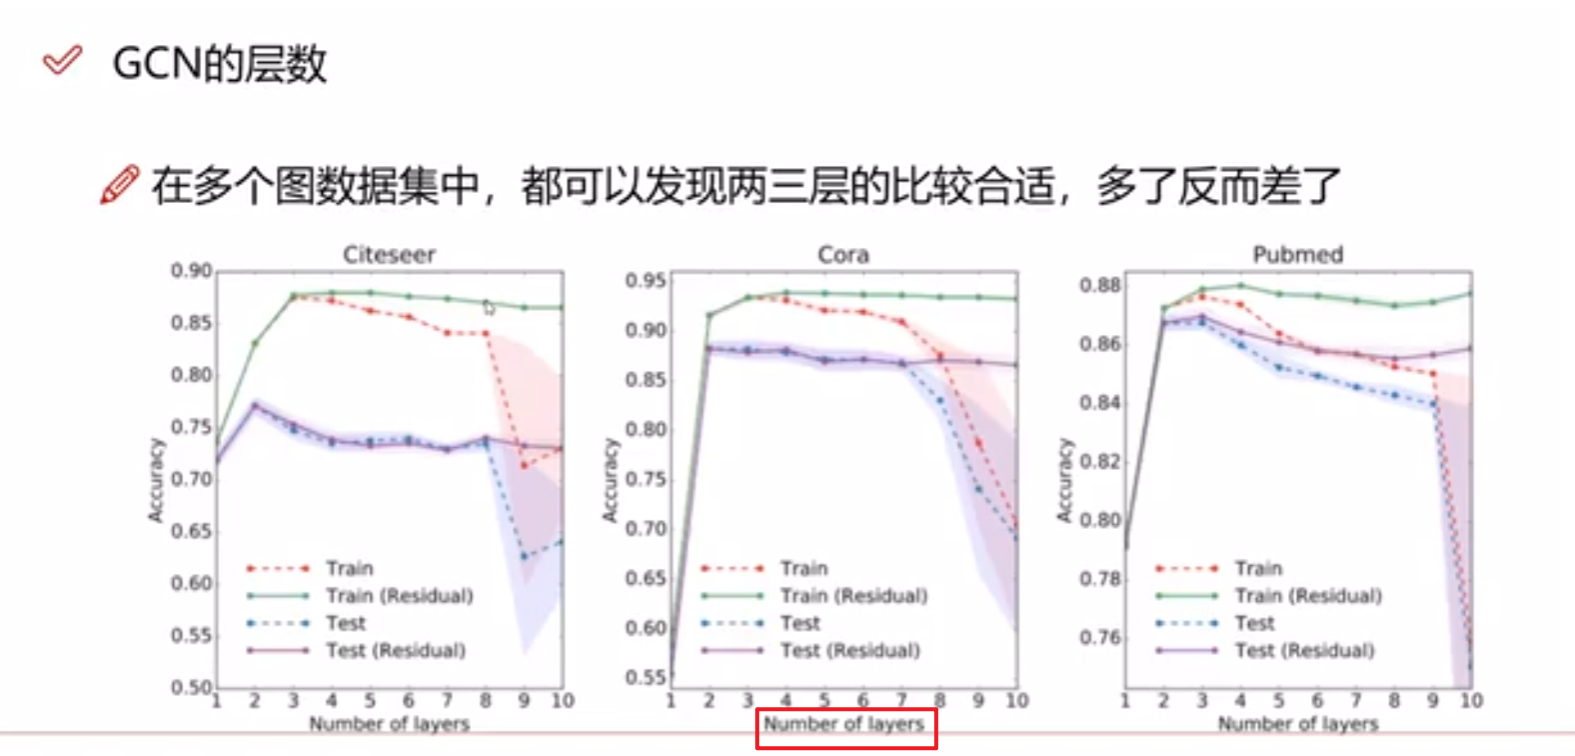 GCN的层数
在多个图数据集中，都可以发现两三层的比较合适，多了反而差了
Citeseer
0.90
0.85
0.80
0.75
0.70
0.65
0.60
0.55
0.50
Accuracy
Train
Train (Residual)
Test
Test (Residual)
1 2 3 4 5 6 7 8 9 10
Number of layers
Cora
0.95
0.90
0.85
0.80
0.75
0.70
0.65
0.60
0.55
Accuracy
Train
Train (Residual)
Test
Test (Residual)
1 2 3 4 5 6 7 8 9 10
Number of layers
Pubmed
0.88
0.86
0.84
0.82
0.80
0.78
0.76
Accuracy
Train
Train (Residual)
Test
Test (Residual)
1 2 3 4 5 6 7 8 9 10
Number of layers